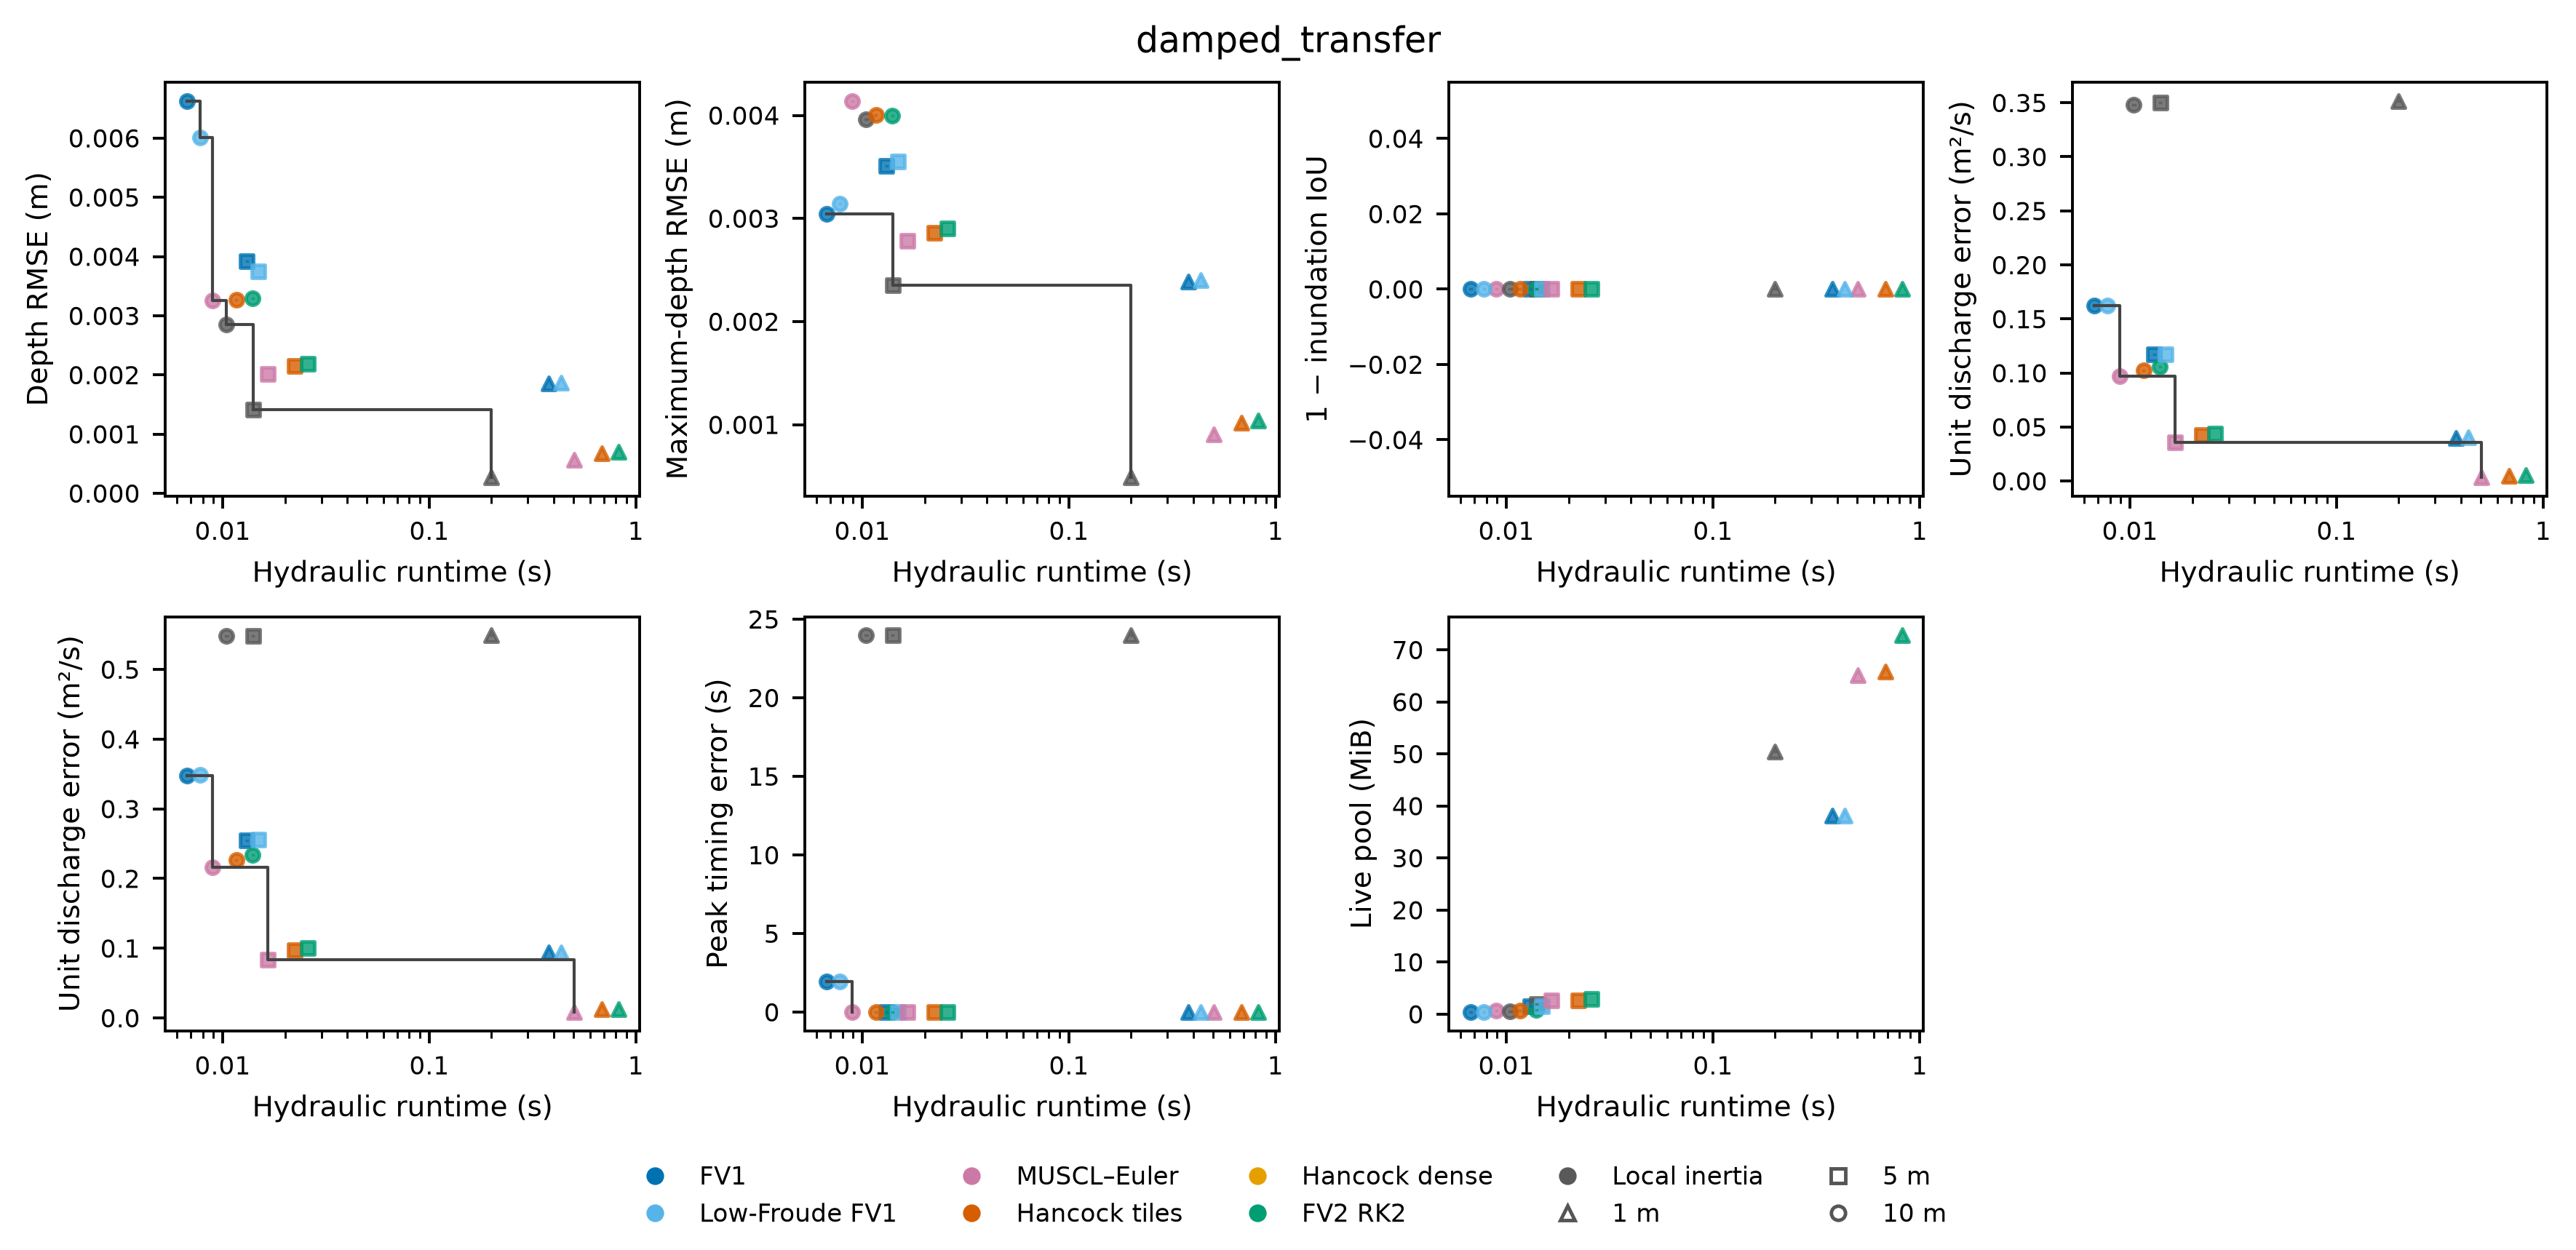 damped_transfer
Depth RMSE (m)
0.006
0.005
0.004
0.003
0.002
0.001
0.000
0.01
0.1
1
Hydraulic runtime (s)
Maximum-depth RMSE (m)
0.004
0.003
0.002
0.001
0.01
0.1
1
Hydraulic runtime (s)
1 − inundation IoU
0.04
0.02
0.00
−0.02
−0.04
0.01
0.1
1
Hydraulic runtime (s)
Unit discharge error (m²/s)
0.35
0.30
0.25
0.20
0.15
0.10
0.05
0.00
0.01
0.1
1
Hydraulic runtime (s)
Unit discharge error (m²/s)
0.5
0.4
0.3
0.2
0.1
0.0
0.01
0.1
1
Hydraulic runtime (s)
Peak timing error (s)
25
20
15
10
5
0
0.01
0.1
1
Hydraulic runtime (s)
Live pool (MiB)
70
60
50
40
30
20
10
0
0.01
0.1
1
Hydraulic runtime (s)
FV1
Low-Froude FV1
MUSCL–Euler
Hancock tiles
Hancock dense
FV2 RK2
Local inertia
1 m
5 m
10 m